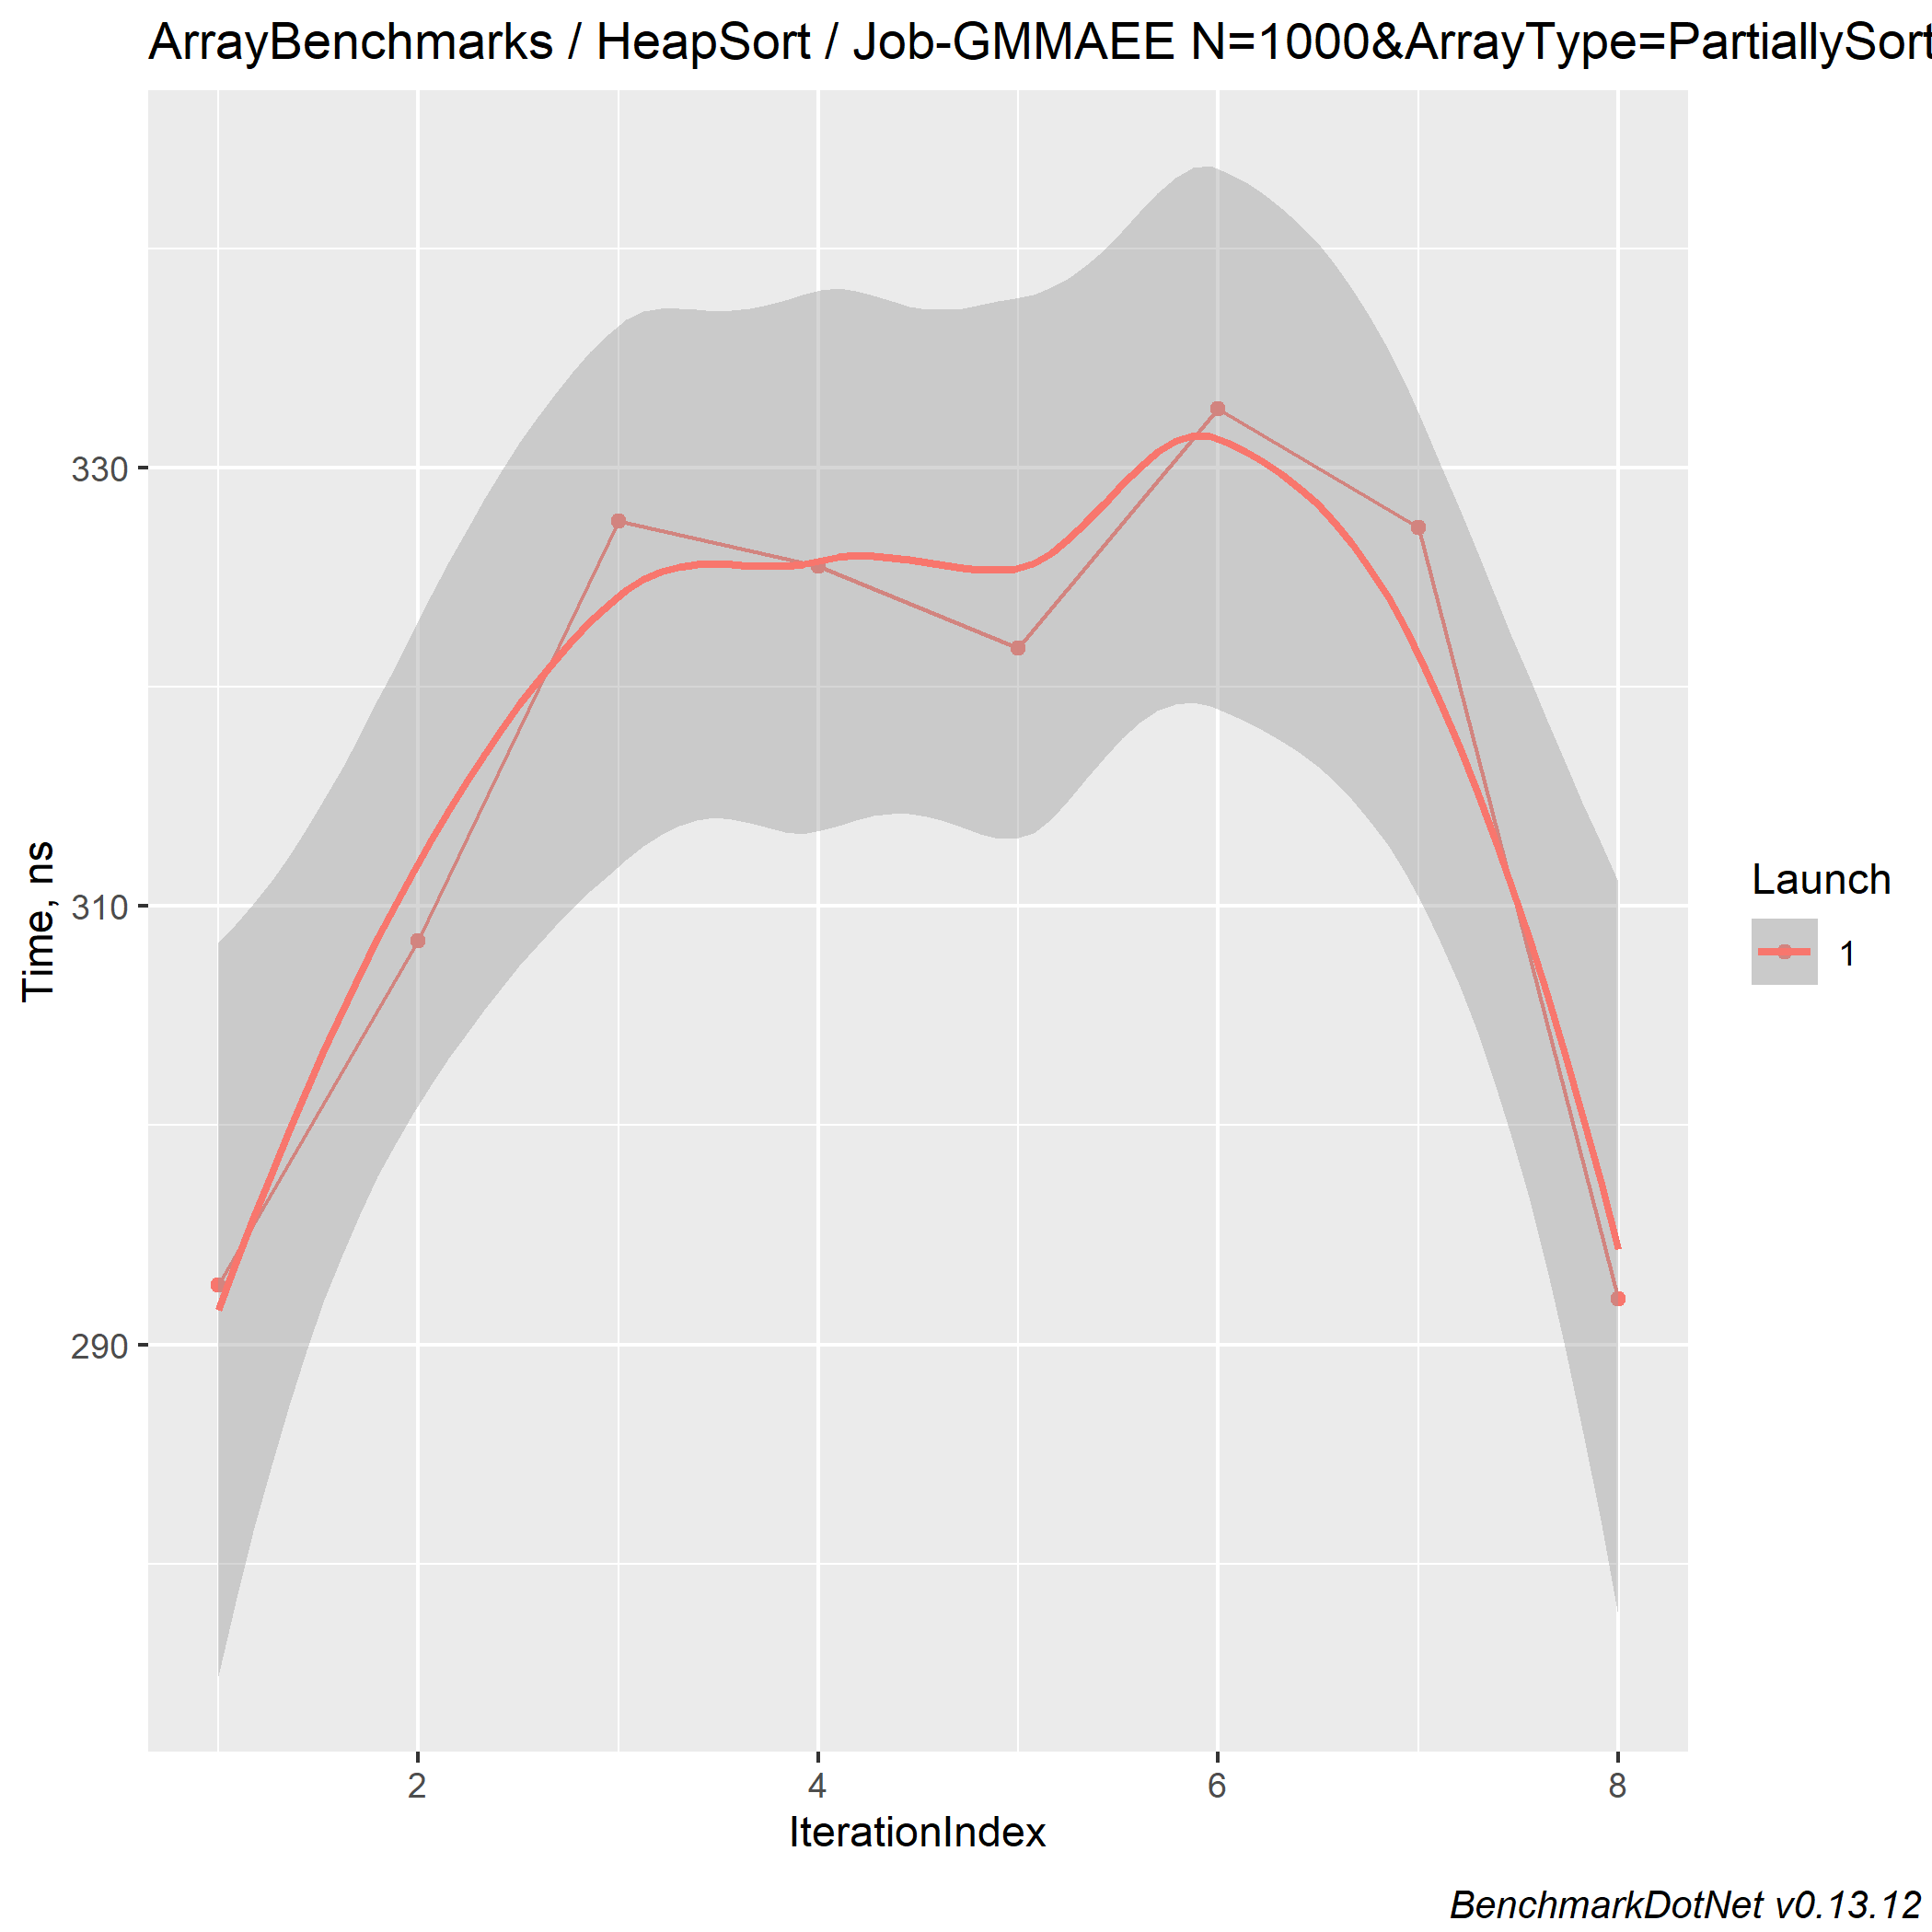 ArrayBenchmarks / HeapSort / Job-GMMAEE N=1000&ArrayType=PartiallySort
330
310
290
Time, ns
2 4 6 8
IterationIndex
Launch
1
BenchmarkDotNet v0.13.12